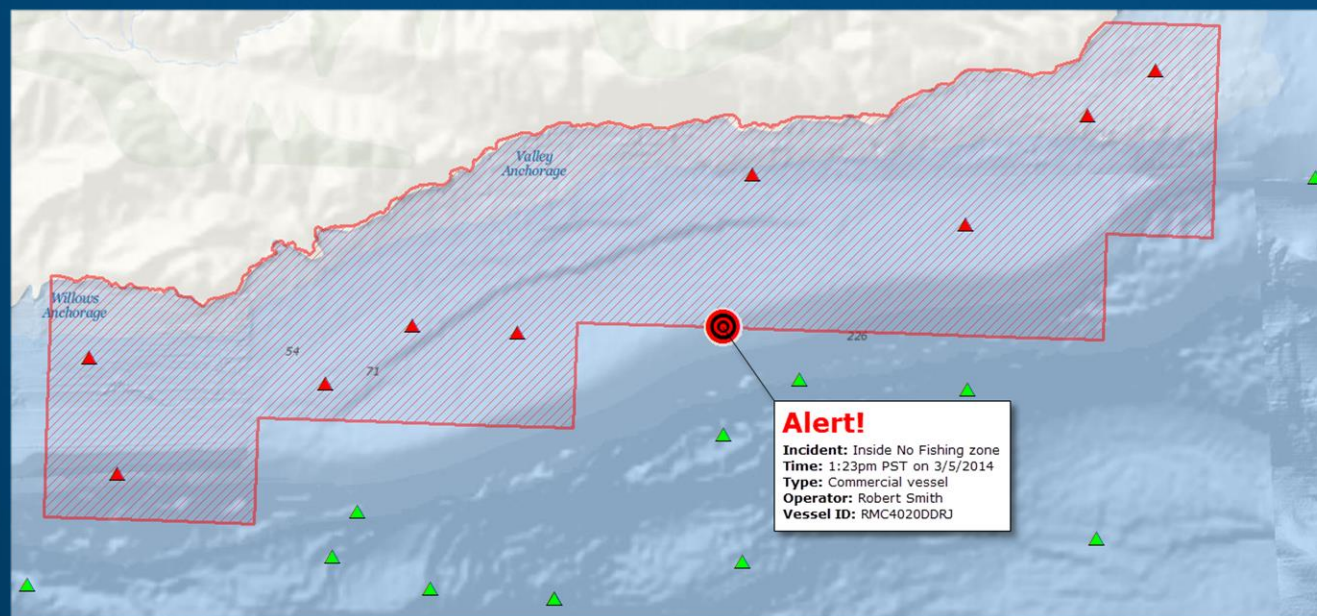 Valley
Anchorage
Willows
Anchorage
54
71
226
Alert!
Incident: Inside No Fishing zone
Time: 1:23pm PST on 3/5/2014
Type: Commercial vessel
Operator: Robert Smith
Vessel ID: RMC4020DDRJ